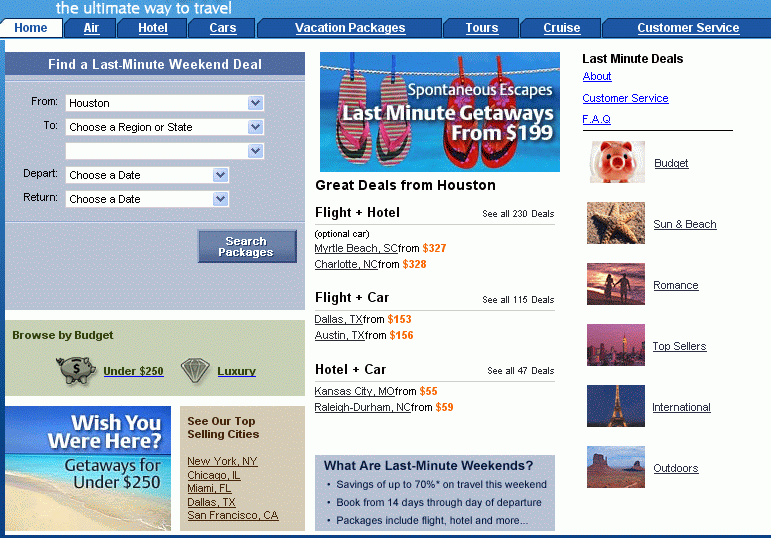 the ultimate way to travel
Home Air Hotel Cars Vacation Packages Tours Cruise Customer Service
Find a Last-Minute Weekend Deal
From: Houston
To: Choose a Region or State
Depart: Choose a Date
Return: Choose a Date
Search
Packages
Browse by Budget
$
Under $250 Luxury
Wish You
Were Here?
Getaways for
Under $250
See Our Top
Selling Cities
New York, NY
Chicago, IL
Miami, FL
Dallas, TX
San Francisco, CA
Spontaneous Escapes
Last Minute Getaways
From $199
Great Deals from Houston
Flight + Hotel See all 230 Deals
(optional car)
Myrtle Beach, SCfrom $327
Charlotte, NCfrom $328
Flight + Car See all 115 Deals
Dallas, TXfrom $153
Austin, TXfrom $156
Hotel + Car See all 47 Deals
Kansas City, MOfrom $55
Raleigh-Durham, NCfrom $59
What Are Last-Minute Weekends?
• Savings of up to 70%* on travel this weekend
• Book from 14 days through day of departure
• Packages include flight, hotel and more...
Last Minute Deals
About
Customer Service
F.A.Q
Budget
Sun & Beach
Romance
Top Sellers
International
Outdoors